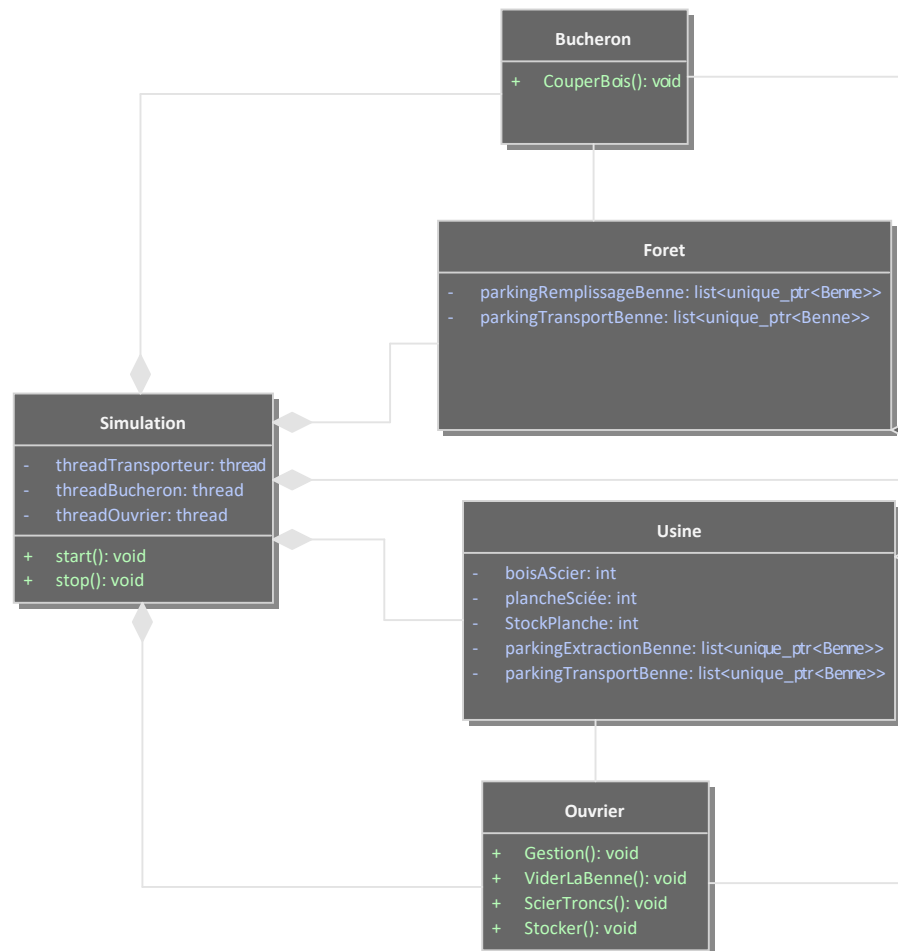 Bucheron
+ CouperBois(): void
Foret
- parkingRemplissageBenne: list<unique_ptr<Benne>>
- parkingTransportBenne: list<unique_ptr<Benne>>
Simulation
- threadTransporteur: thread
- threadBucheron: thread
- threadOuvrier: thread
+ start(): void
+ stop(): void
Usine
- boisAScier: int
- plancheSciée: int
- StockPlanche: int
- parkingExtractionBenne: list<unique_ptr<Benne>>
- parkingTransportBenne: list<unique_ptr<Benne>>
Ouvrier
+ Gestion(): void
+ ViderLaBenne(): void
+ ScierTroncs(): void
+ Stocker(): void